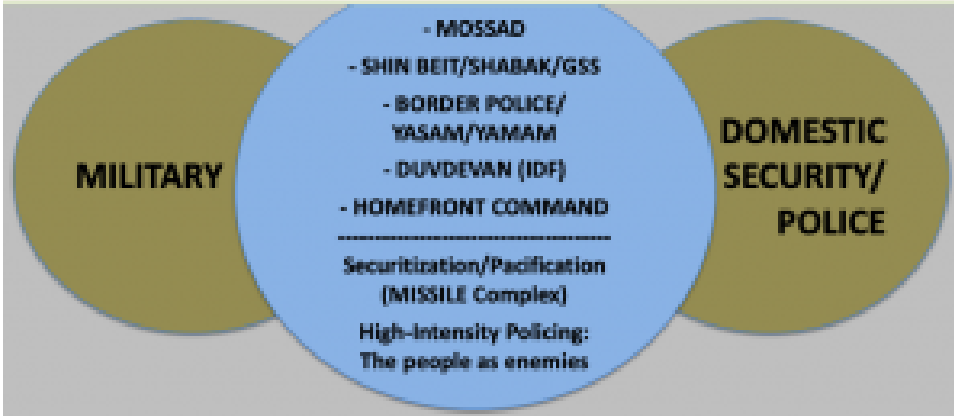 - MOSSAD
- SHIN BEIT/SHABAK/GSS
- BORDER POLICE/
YASAM/YAMAM
- DUVDEVAN (IDF)
- HOMEFRONT COMMAND
----------------------------------------
Securitization/Pacification
(MISSILE Complex)
High-Intensity Policing:
The people as enemies
MILITARY
DOMESTIC
SECURITY/
POLICE